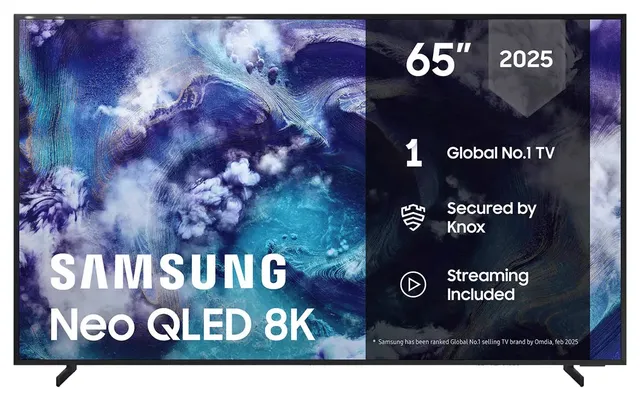 SAMSUNG
Neo QLED 8K
65”
2025
1
Global No.1 TV
Secured by
Knox
Streaming
Included
* Samsung has been ranked Global No.1 selling TV brand by Omdia, feb 2025